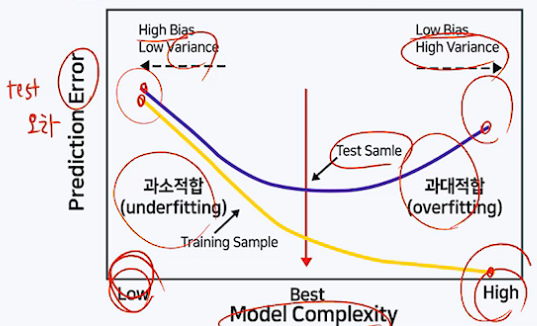 High Bias
Low Variance
Low Bias
High Variance
test
오차
Prediction Error
Test Samle
과소적합
(underfitting)
과대적합
(overfitting)
Training Sample
Low
Best
High
Model Complexity